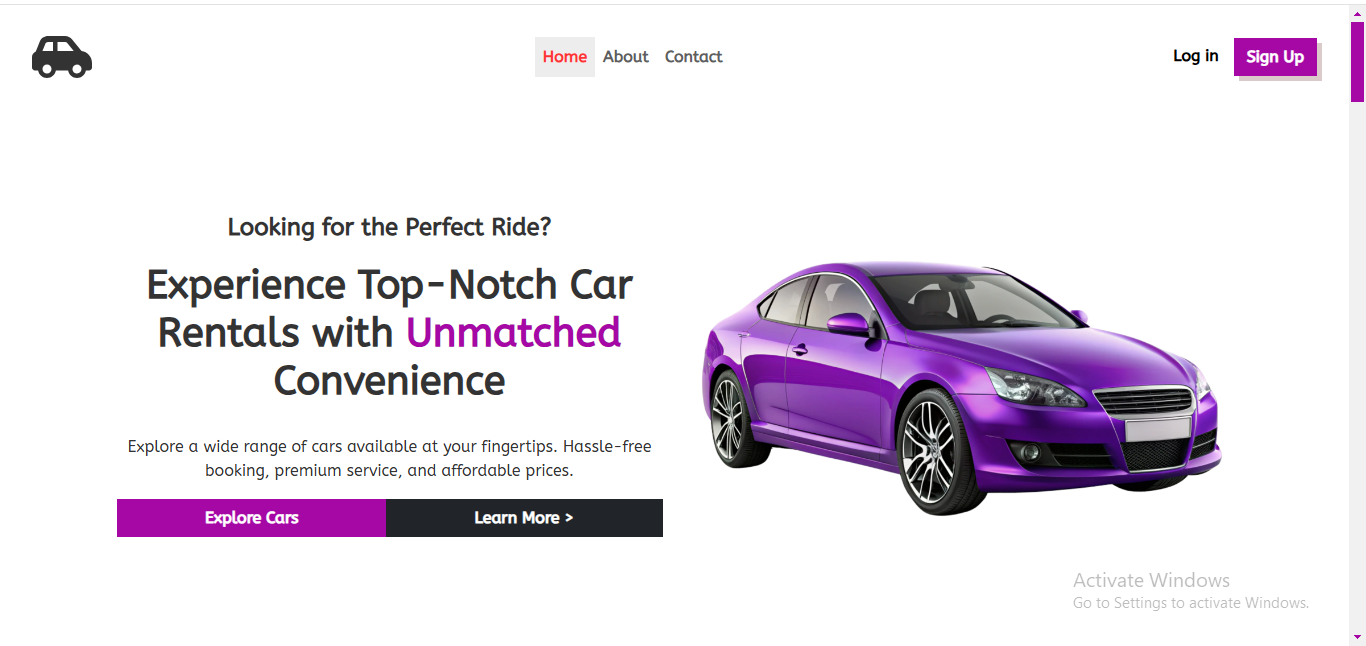 Home About Contact Log in Sign Up
Looking for the Perfect Ride?
Experience Top-Notch Car
Rentals with Unmatched
Convenience
Explore a wide range of cars available at your fingertips. Hassle-free
booking, premium service, and affordable prices.
Explore Cars Learn More >
Activate Windows
Go to Settings to activate Windows.